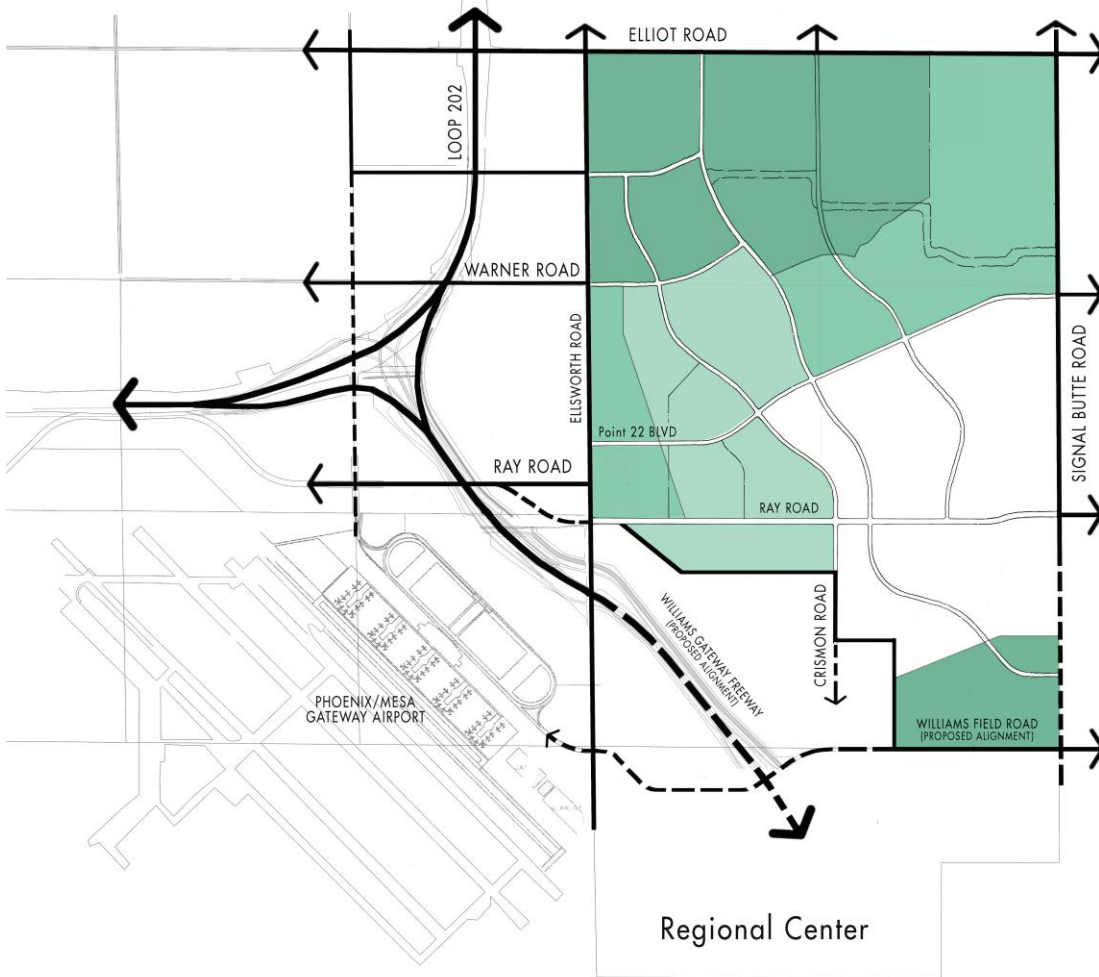 ELLIOT ROAD
LOOP 202
WARNER ROAD
ELLSWORTH ROAD
SIGNAL BUTTE ROAD
Point 22 BLVD
RAY ROAD
RAY ROAD
WILLIAMS GATEWAY FREEWAY
(PROPOSED ALIGNMENT)
CRISMON ROAD
PHOENIX/MESA
GATEWAY AIRPORT
WILLIAMS FIELD ROAD
(PROPOSED ALIGNMENT)
Regional Center